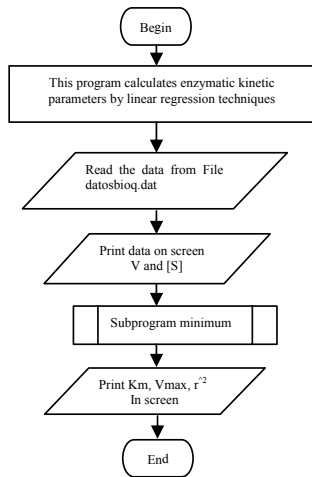 Begin
This program calculates enzymatic kinetic
parameters by linear regression techniques
Read the data from File
datosbioq.dat
Print data on screen
V and [S]
Subprogram minimum
Print Km, Vmax, r^2
In screen
End